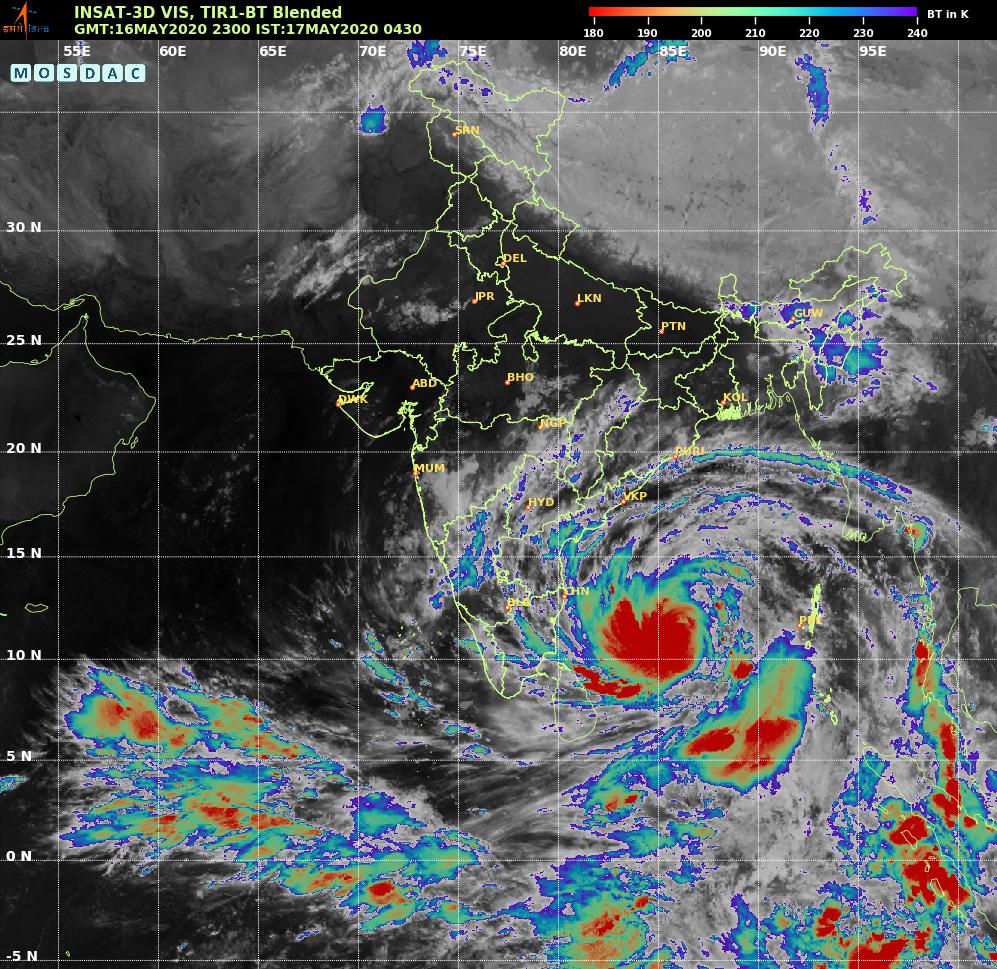 INSAT-3D VIS, TIR1-BT Blended
GMT:16MAY2020 2300 IST:17MAY2020 0430
BT in K
180 190 200 210 220 230 240
55E 60E 65E 70E 75E 80E 85E 90E 95E
M O S D A C
SRN
30 N
DEL
JPR
LKN
GUW
PTN
25 N
BHO
ABD
DWK
KOL
NGP
20 N
PURI
MUM
VKP
HYD
15 N
CHN
BLR
10 N
5 N
0 N
-5 N